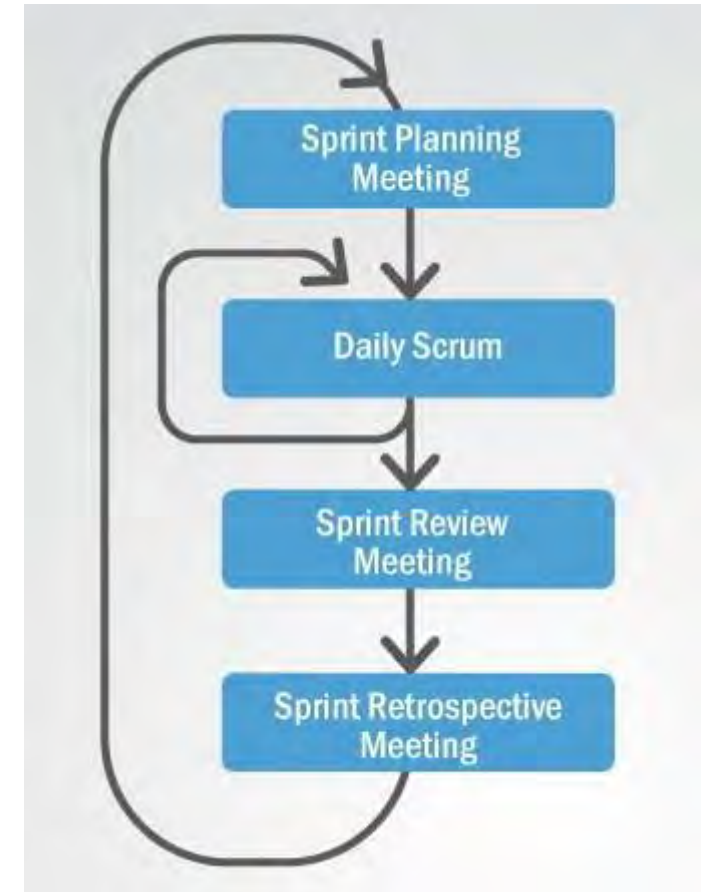 Sprint Planning
Meeting
Daily Scrum
Sprint Review
Meeting
Sprint Retrospective
Meeting